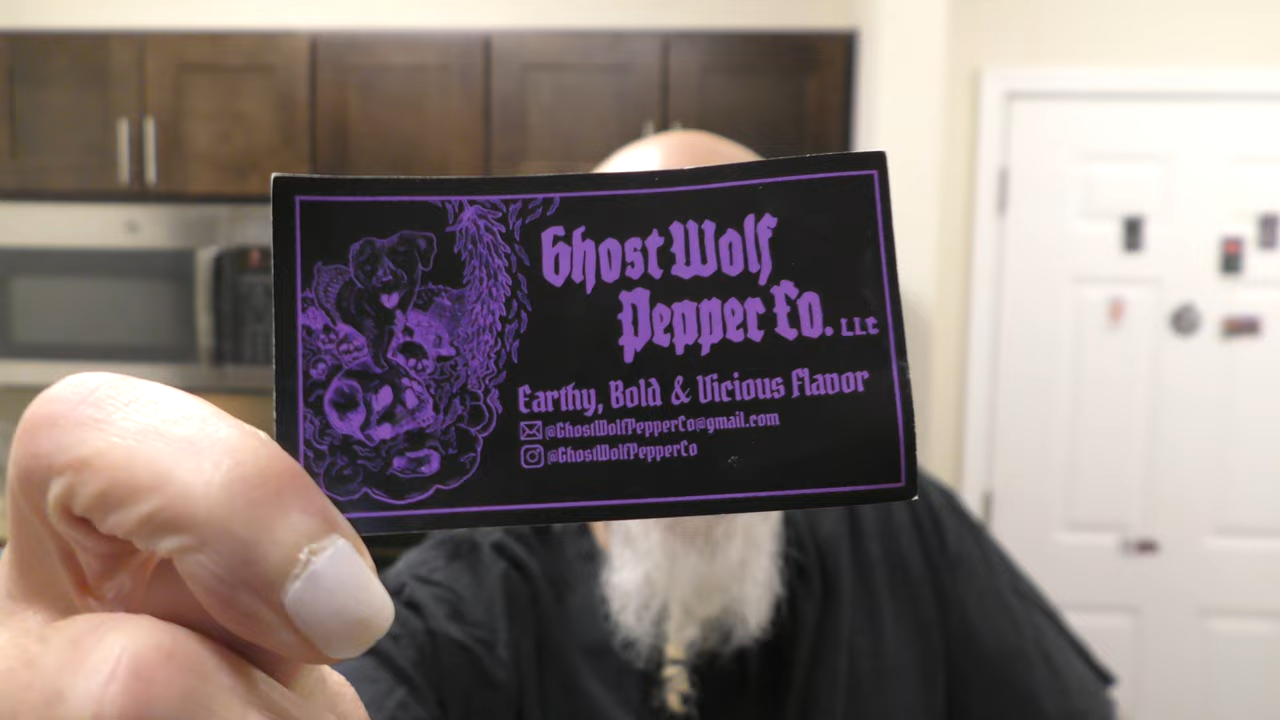 Ghost Wolf
Pepper Co. LLC
Earthy, Bold & Vicious Flavor
@GhostWolfPepperCo@gmail.com
@GhostWolfPepperCo